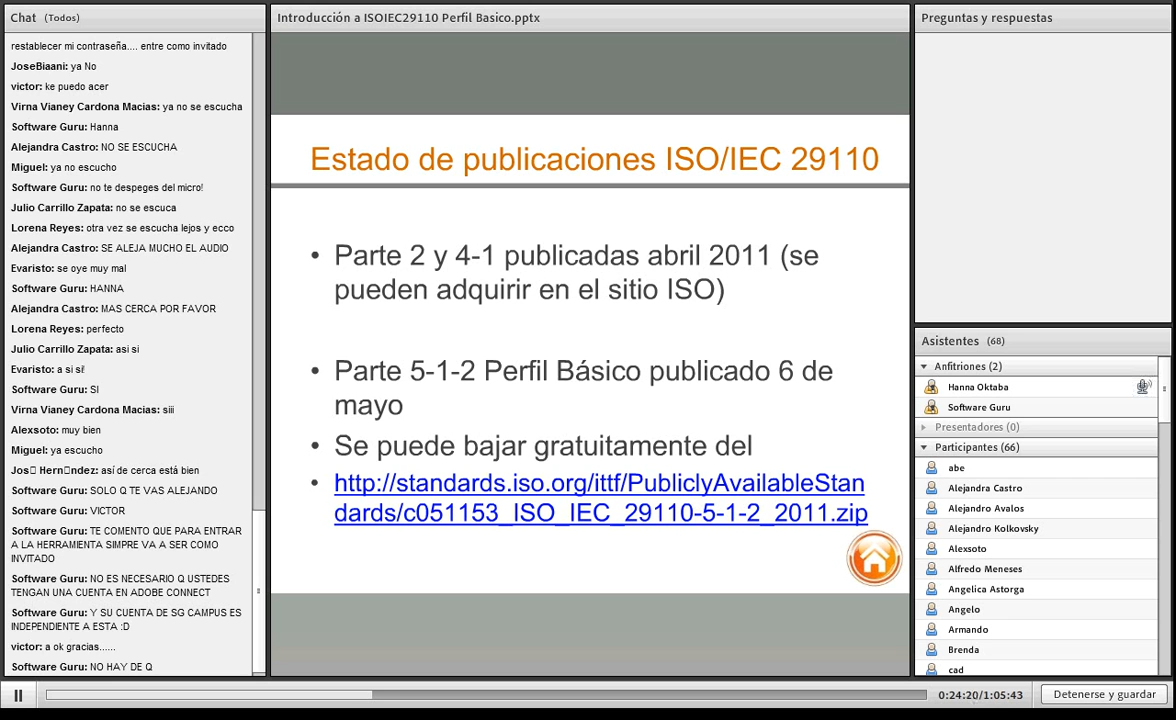 Chat (Todos)
restablecer mi contraseña.... entre como invitado
JoseBiaani: ya No
victor: ke puedo acer
Virna Vianey Cardona Macias: ya no se escucha
Software Guru: Hanna
Alejandra Castro: NO SE ESCUCHA
Miguel: ya no escucho
Software Guru: no te despeges del micro!
Julio Carrillo Zapata: no se escuca
Lorena Reyes: otra vez se escucha lejos y ecco
Alejandra Castro: SE ALEJA MUCHO EL AUDIO
Evaristo: se oye muy mal
Software Guru: HANNA
Alejandra Castro: MAS CERCA POR FAVOR
Lorena Reyes: perfecto
Julio Carrillo Zapata: asi si
Evaristo: a si si!
Software Guru: SI
Virna Vianey Cardona Macias: siii
Alexsoto: muy bien
Miguel: ya escucho
Jos▯ Hern▯ndez: así de cerca está bien
Software Guru: SOLO Q TE VAS ALEJANDO
Software Guru: VICTOR
Software Guru: TE COMENTO QUE PARA ENTRAR
A LA HERRAMIENTA SIMPRE VA A SER COMO
INVITADO
Software Guru: NO ES NECESARIO Q USTEDES
TENGAN UNA CUENTA EN ADOBE CONNECT
Software Guru: Y SU CUENTA DE SG CAMPUS ES
INDEPENDIENTE A ESTA :D
victor: a ok gracias......
Software Guru: NO HAY DE Q
Introducción a ISOIEC29110 Perfil Basico.pptx
Estado de publicaciones ISO/IEC 29110
• Parte 2 y 4-1 publicadas abril 2011 (se
pueden adquirir en el sitio ISO)
• Parte 5-1-2 Perfil Básico publicado 6 de
mayo
• Se puede bajar gratuitamente del
• http://standards.iso.org/ittf/PubliclyAvailableStan
dards/c051153_ISO_IEC_29110-5-1-2_2011.zip
Preguntas y respuestas
Asistentes (68)
Anfitriones (2)
Hanna Oktaba
Software Guru
Presentadores (0)
Participantes (66)
abe
Alejandra Castro
Alejandro Avalos
Alejandro Kolkovsky
Alexsoto
Alfredo Meneses
Angelica Astorga
Angelo
Armando
Brenda
cad
0:24:20/1:05:43
Detenerse y guardar